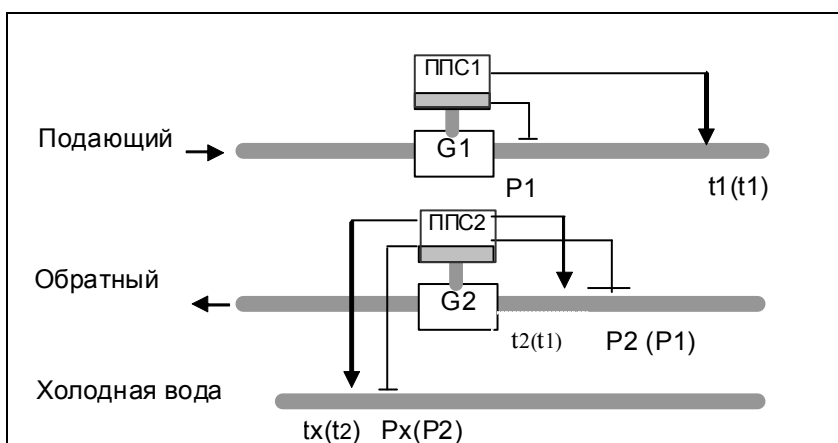 ППС1
Подающий
G1
P1
t1(t1)
ППС2
Обратный
G2
t2(t1)
P2 (P1)
Холодная вода
tx(t2) Px(P2)